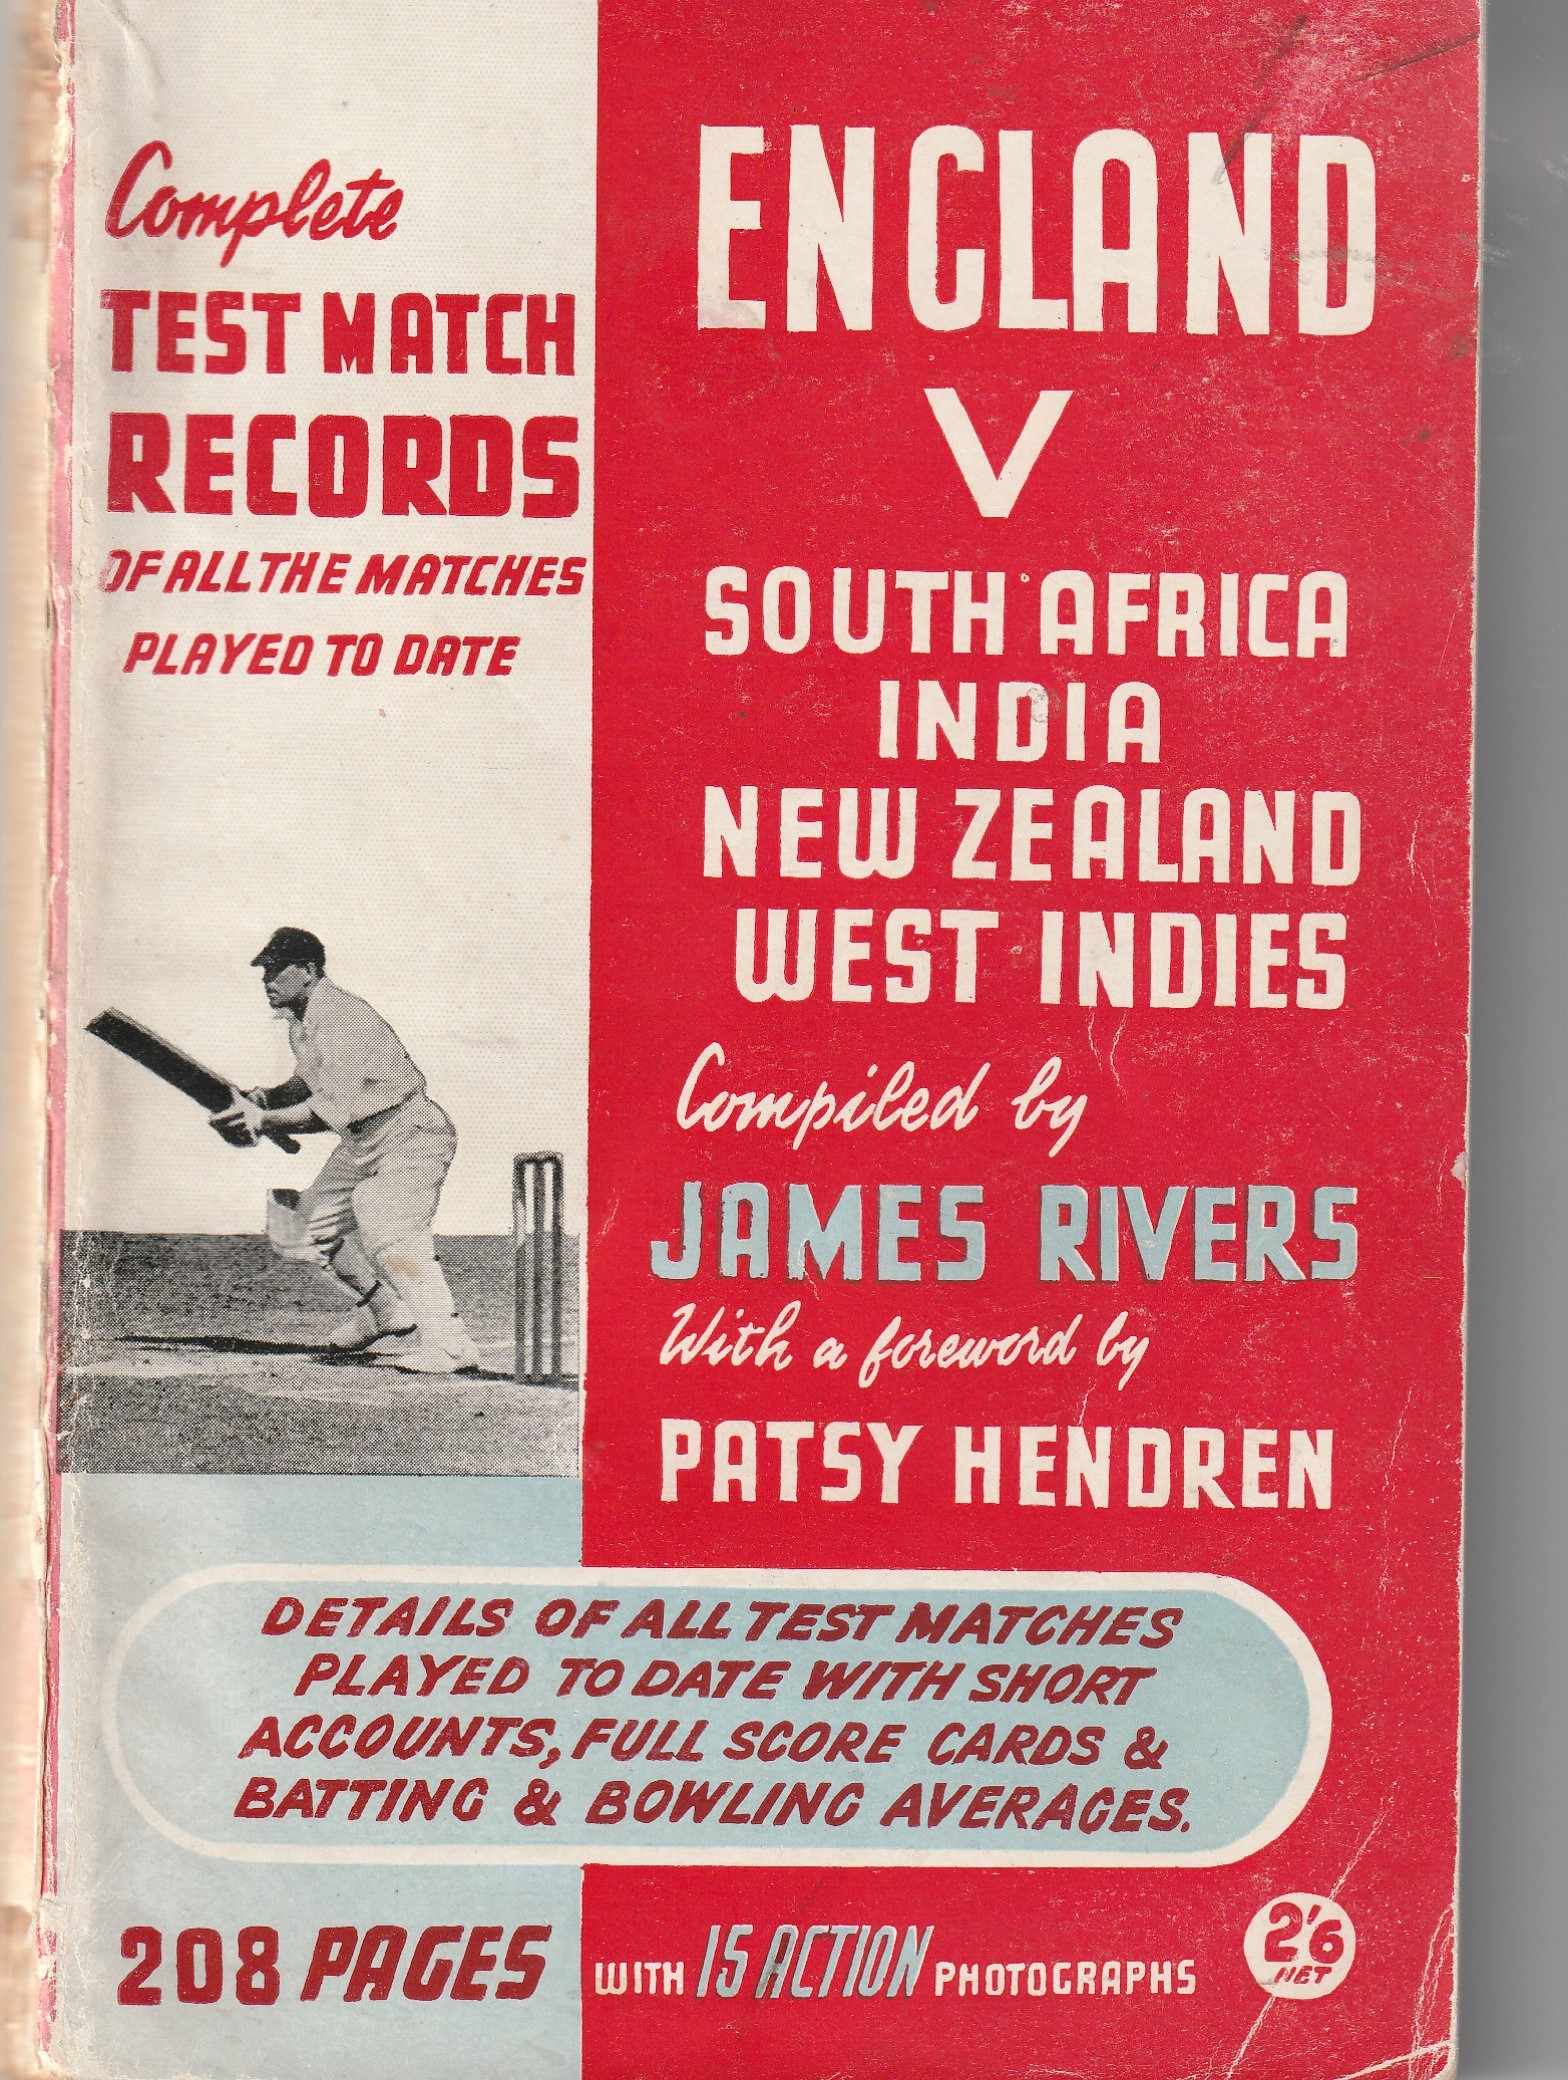 Complete
TEST MATCH
RECORDS
OF ALL THE MATCHES
PLAYED TO DATE
ENGLAND
V
SOUTH AFRICA
INDIA
NEW ZEALAND
WEST INDIES
Compiled by
JAMES RIVERS
With a foreword by
PATSY HENDREN
DETAILS OF ALL TEST MATCHES
PLAYED TO DATE WITH SHORT
ACCOUNTS, FULL SCORE CARDS &
BATTING & BOWLING AVERAGES.
208 PAGES WITH 15 ACTION PHOTOGRAPHS
2'6
NET